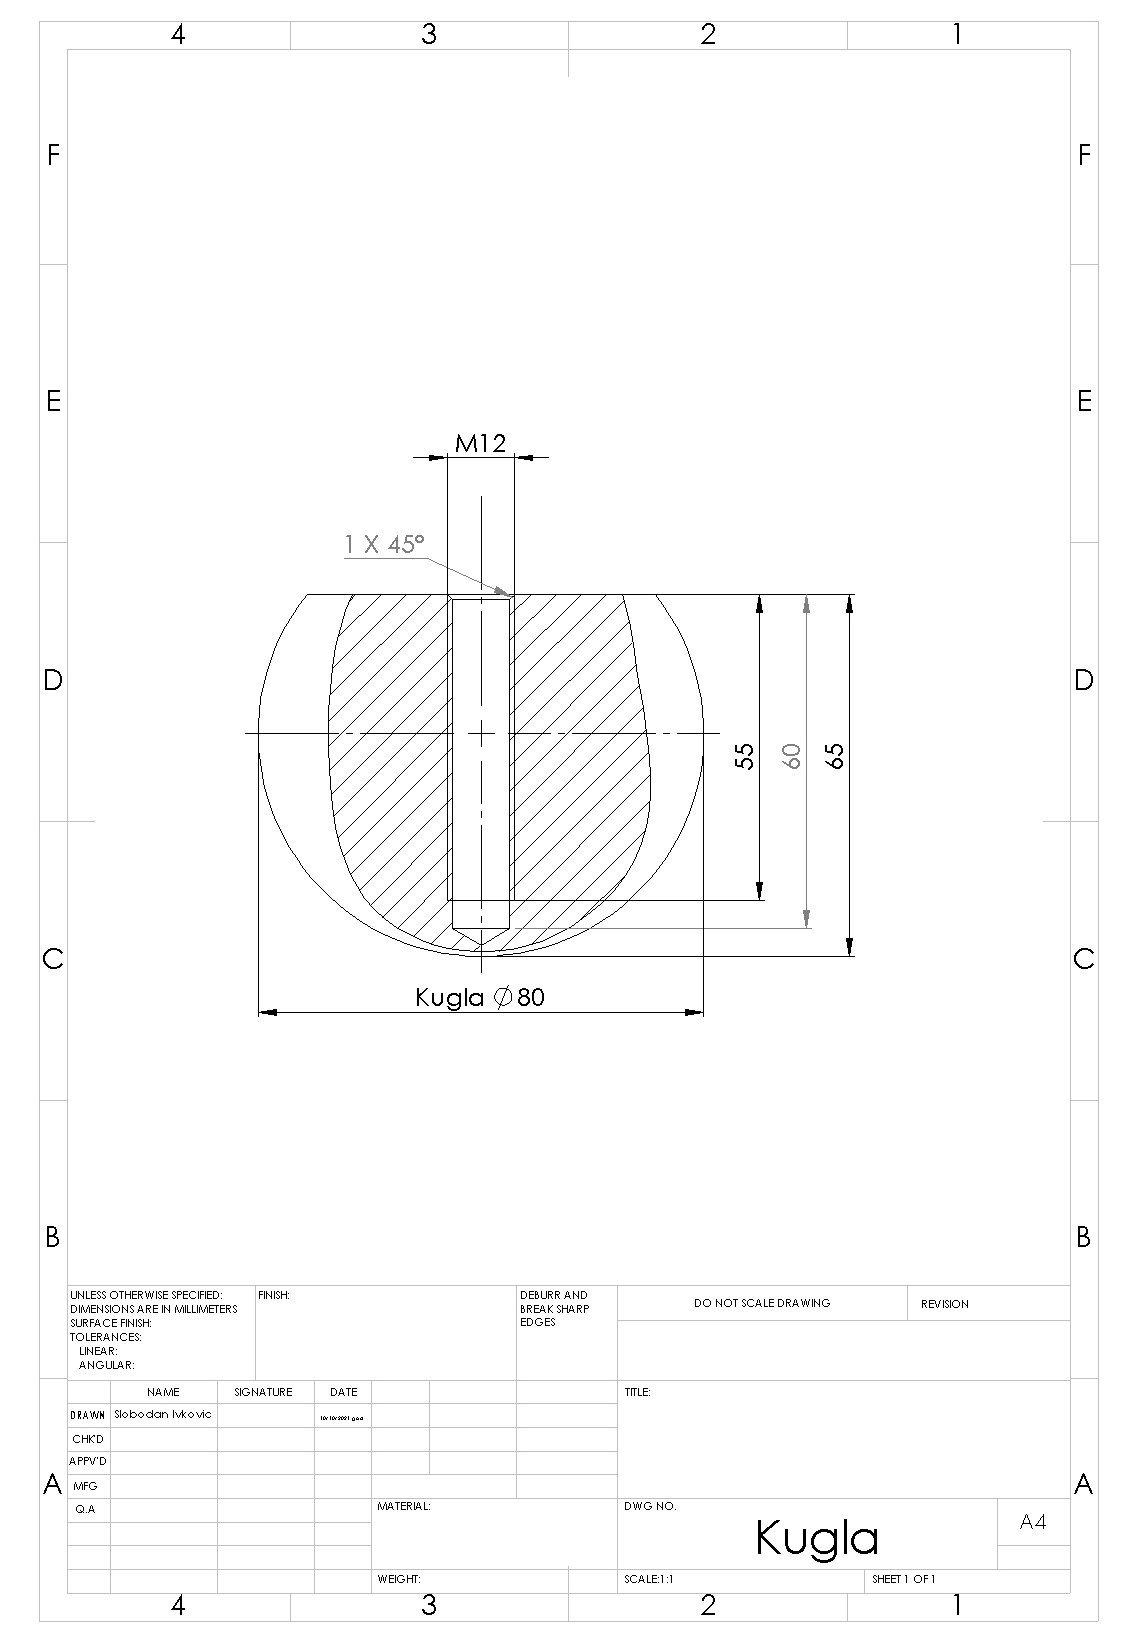 4 3 2 1
F F
E E
M12
1 X 45°
D D
55 60 65
C C
Kugla ∅80
B B
UNLESS OTHERWISE SPECIFIED:
DIMENSIONS ARE IN MILLIMETERS
SURFACE FINISH:
TOLERANCES:
LINEAR:
ANGULAR:
FINISH:
DEBURR AND
BREAK SHARP
EDGES
DO NOT SCALE DRAWING
REVISION
NAME SIGNATURE DATE
TITLE:
DRAWN Slobodan Ivkovic 10/10/2021
CHK'D
APPV'D
A A
MFG
Q.A
MATERIAL:
DWG NO.
Kugla
A4
WEIGHT:
SCALE:1:1
SHEET 1 OF 1
4 3 2 1